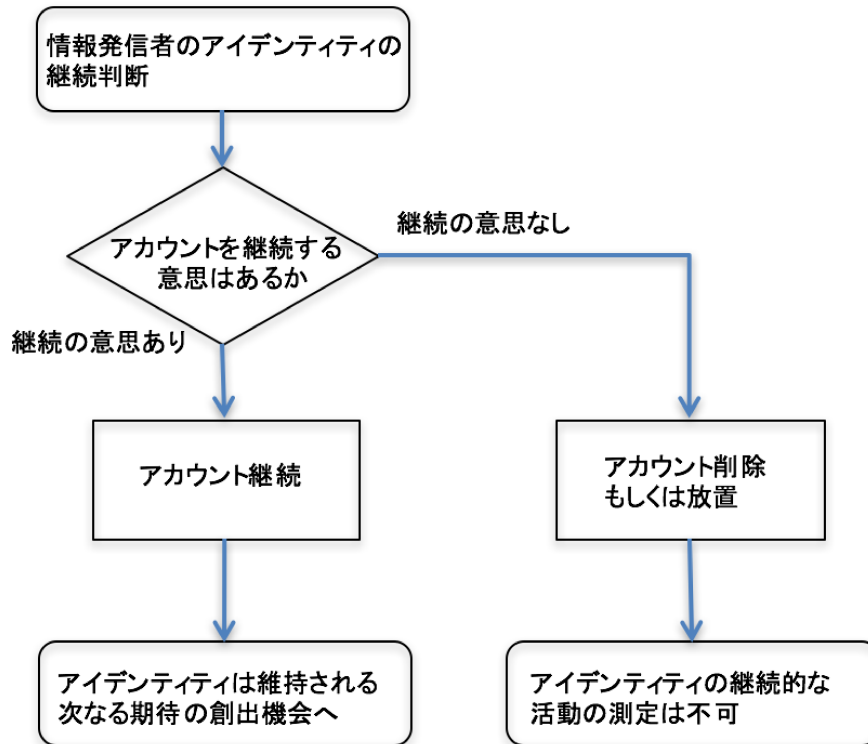 情報発信者のアイデンティティの
継続判断
アカウントを継続する
意思はあるか
継続の意思なし
継続の意思あり
アカウント継続
アカウント削除
もしくは放置
アイデンティティは維持される
次なる期待の創出機会へ
アイデンティティの継続的な
活動の測定は不可